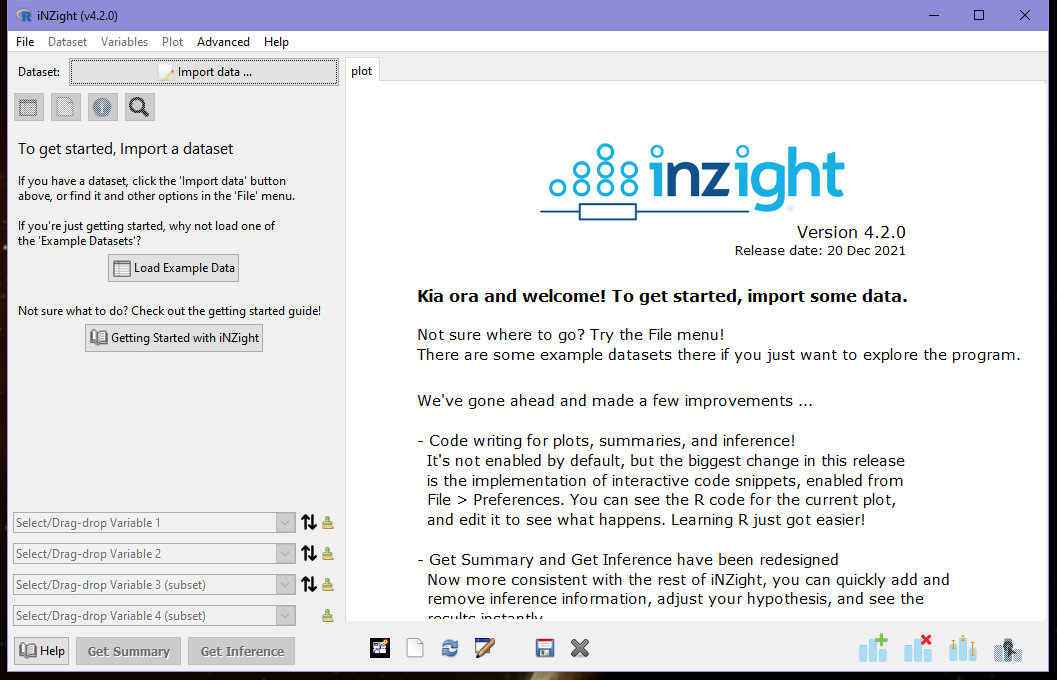 iNZight (v4.2.0)
File Dataset Variables Plot Advanced Help
Dataset: Import data ...
plot
To get started, Import a dataset
If you have a dataset, click the 'Import data' button
above, or find it and other options in the 'File' menu.
If you're just getting started, why not load one of
the 'Example Datasets'?
Load Example Data
Not sure what to do? Check out the getting started guide!
Getting Started with iNZight
Select/Drag-drop Variable 1
Select/Drag-drop Variable 2
Select/Drag-drop Variable 3 (subset)
Select/Drag-drop Variable 4 (subset)
Help Get Summary Get Inference
inzight
Version 4.2.0
Release date: 20 Dec 2021
Kia ora and welcome! To get started, import some data.
Not sure where to go? Try the File menu!
There are some example datasets there if you just want to explore the program.
We've gone ahead and made a few improvements ...
- Code writing for plots, summaries, and inference!
It's not enabled by default, but the biggest change in this release
is the implementation of interactive code snippets, enabled from
File > Preferences. You can see the R code for the current plot,
and edit it to see what happens. Learning R just got easier!
- Get Summary and Get Inference have been redesigned
Now more consistent with the rest of iNZight, you can quickly add and
remove inference information, adjust your hypothesis, and see the
results instantly